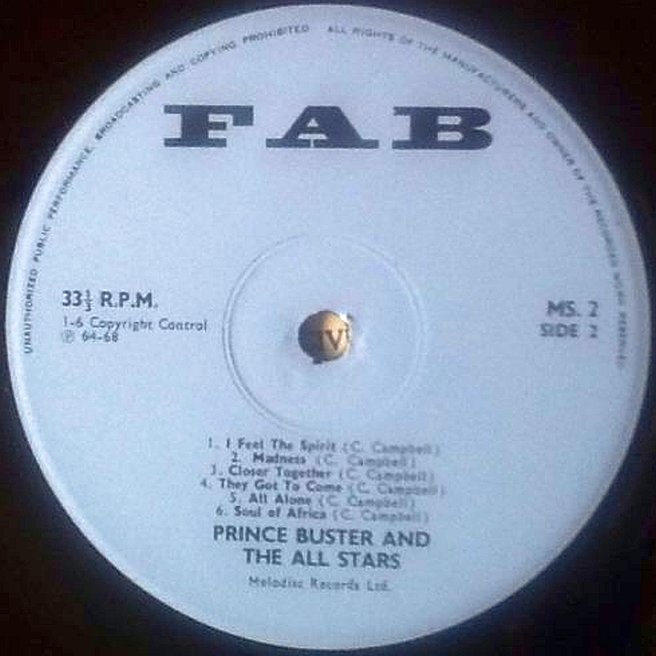 UNAUTHORIZED PUBLIC PERFORMANCE, BROADCASTING AND COPYING PROHIBITED ALL RIGHTS OF THE MANUFACTURERS AND OWNER OF THE RECORDED WORK RESERVED
FAB
33⅓ R.P.M.
1-6 Copyright Control
℗ 64-68
MS. 2
SIDE 2
V
1. I Feel The Spirit (C. Campbell)
2. Madness (C. Campbell)
3. Closer Together (C. Campbell)
4. They Got To Come (C. Campbell)
5. All Alone (C. Campbell)
6. Soul of Africa (C. Campbell)
PRINCE BUSTER AND
THE ALL STARS
Melodisc Records Ltd.